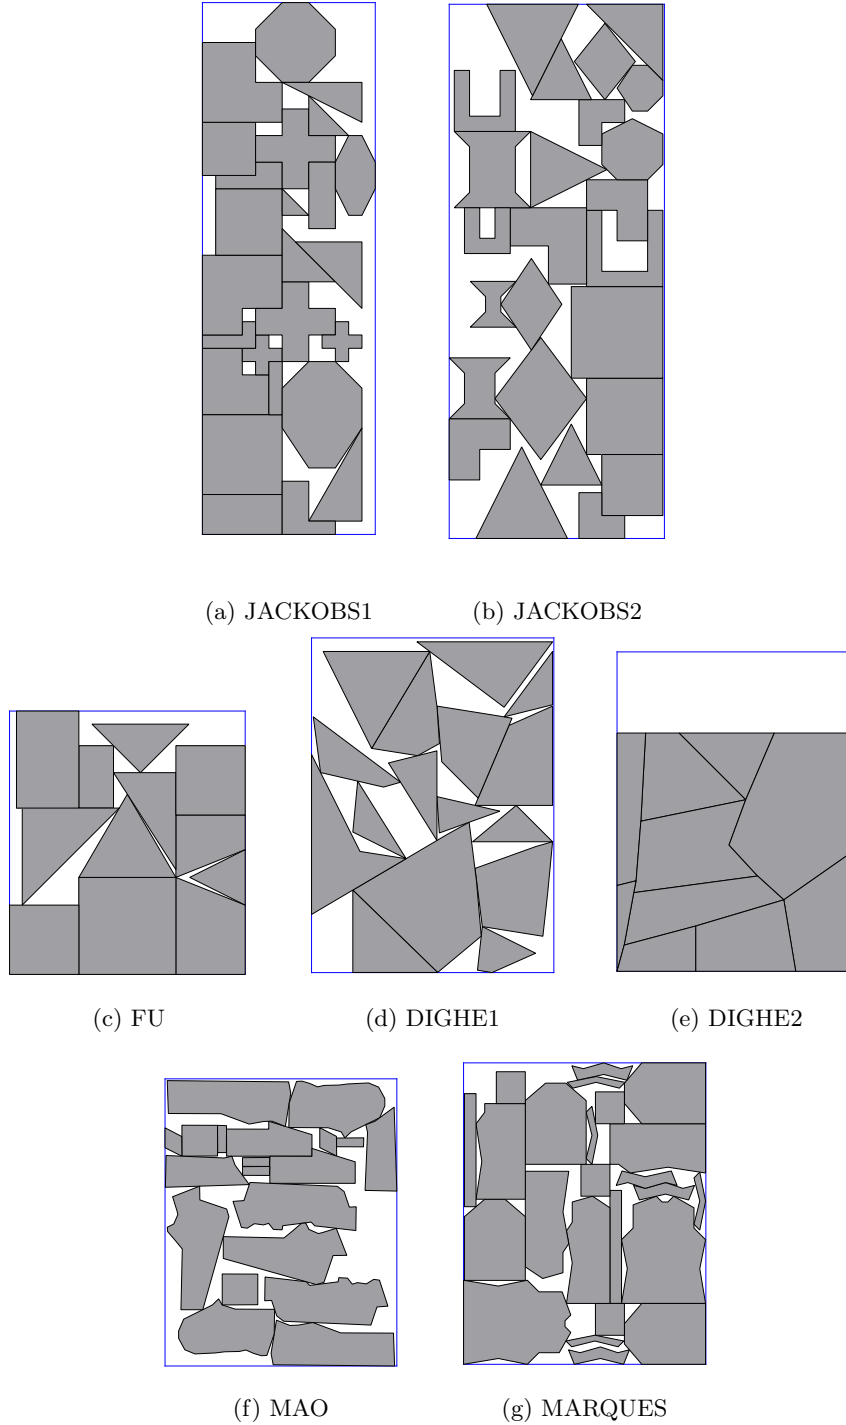 (a) JACKOBS1
(b) JACKOBS2
(c) FU
(d) DIGHE1
(e) DIGHE2
(f) MAO
(g) MARQUES